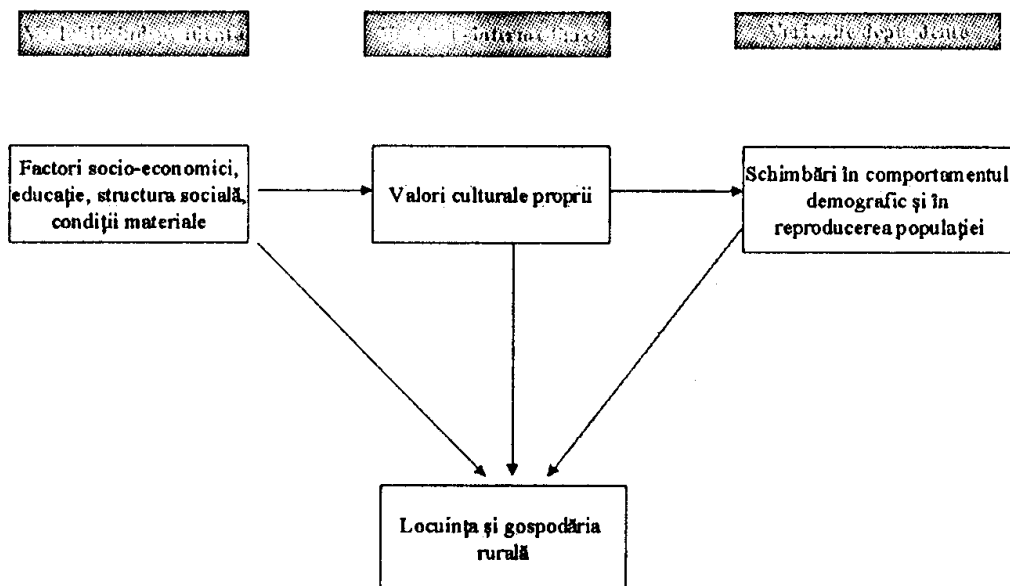 Factori socio-economici,
educație, structura socială,
condiții materiale
Valori culturale proprii
Schimbări în comportamentul
demografic și în
reproducerea populației
Locuința și gospodăria
rurală